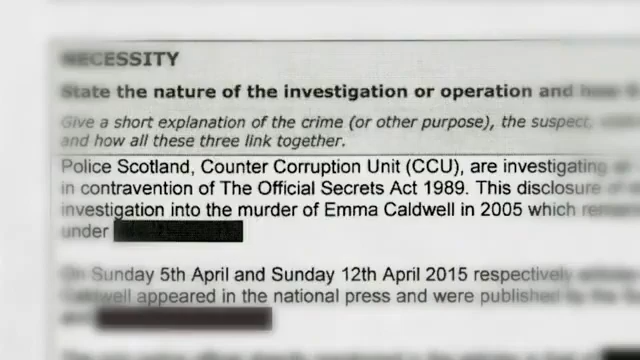 NECESSITY
State the nature of the investigation or operation and how
Give a short explanation of the crime (or other purpose), the suspect,
and how all these three link together.
Police Scotland, Counter Corruption Unit (CCU), are investigating
in contravention of The Official Secrets Act 1989. This disclosure
investigation into the murder of Emma Caldwell in 2005 which
under
On Sunday 5th April and Sunday 12th April 2015 respectively
Caldwell appeared in the national press and were published by the
and